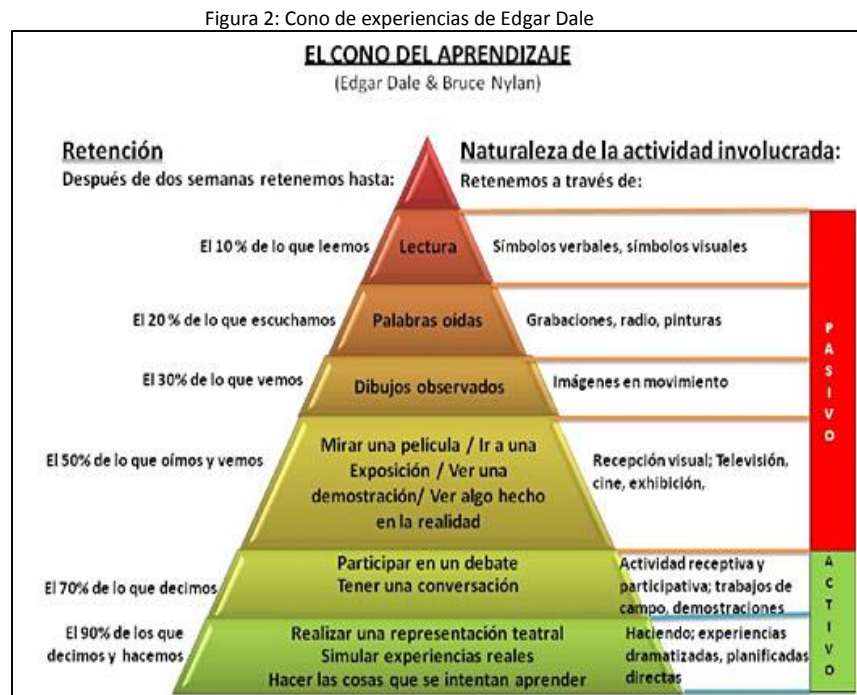 Figura 2: Cono de experiencias de Edgar Dale
EL CONO DEL APRENDIZAJE
(Edgar Dale & Bruce Nylan)
Retención
Después de dos semanas retenemos hasta:
Naturaleza de la actividad involucrada:
Retenemos a través de:
El 10 % de lo que leemos
Lectura
Símbolos verbales, símbolos visuales
El 20 % de lo que escuchamos
Palabras oídas
Grabaciones, radio, pinturas
El 30% de lo que vemos
Dibujos observados
Imágenes en movimiento
El 50% de lo que oímos y vemos
Mirar una película / Ir a una
Exposición / Ver una
demostración/ Ver algo hecho
en la realidad
Recepción visual; Televisión,
cine, exhibición,
PASIVO
El 70% de lo que decimos
Participar en un debate
Tener una conversación
Actividad receptiva y
participativa; trabajos de
campo, demostraciones
El 90% de los que
decimos y hacemos
Realizar una representación teatral
Simular experiencias reales
Hacer las cosas que se intentan aprender
Haciendo; experiencias
dramatizadas, planificadas
directas
ACTIVO